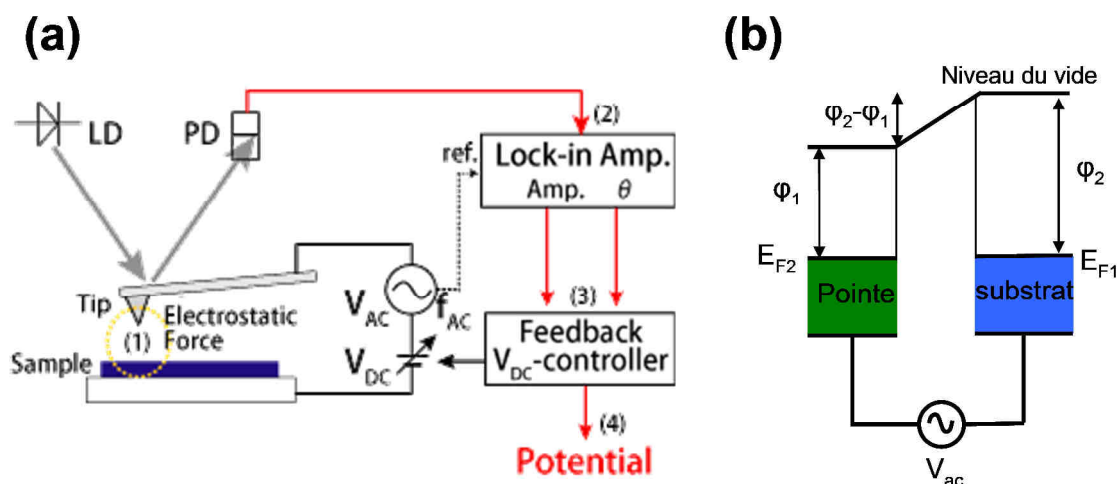 (a)
LD
PD
(2)
ref.
Lock-in Amp.
Amp. θ
Tip
(1)
Electrostatic
Force
Sample
V_AC
f_AC
V_DC
(3)
Feedback
V_DC-controller
(4)
Potential
(b)
Niveau du vide
φ₂-φ₁
φ₁
φ₂
E_F2
E_F1
Pointe
substrat
V_ac